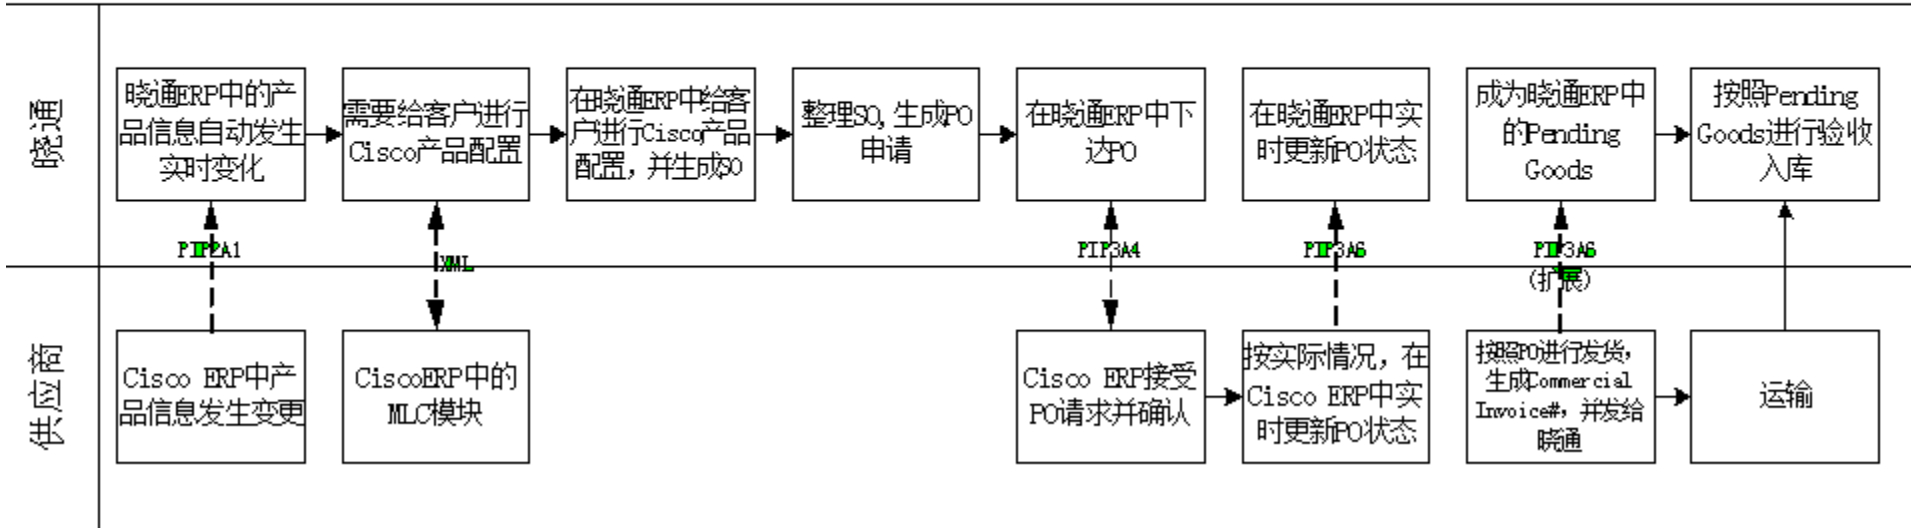 晓通
晓通ERP中的产
品信息自动发生
实时变化
需要给客户进行
Cisco产品配置
在晓通ERP中给客
户进行Cisco产品
配置，并生成SO
整理SO,生成PO
申请
在晓通ERP中下
达PO
在晓通ERP中实
时更新PO状态
成为晓通ERP中
的Pending
Goods
按照Pending
Goods进行验收
入库
PIP2A1
XML
PIP3A4
PIP3A6
PIP3A6
(扩展)
供应商
Cisco ERP中产
品信息发生变更
CiscoERP中的
MLC模块
Cisco ERP接受
PO请求并确认
按实际情况，在
Cisco ERP中实
时更新PO状态
按照PO进行发货，
生成Commercial
Invoice#，并发给
晓通
运输